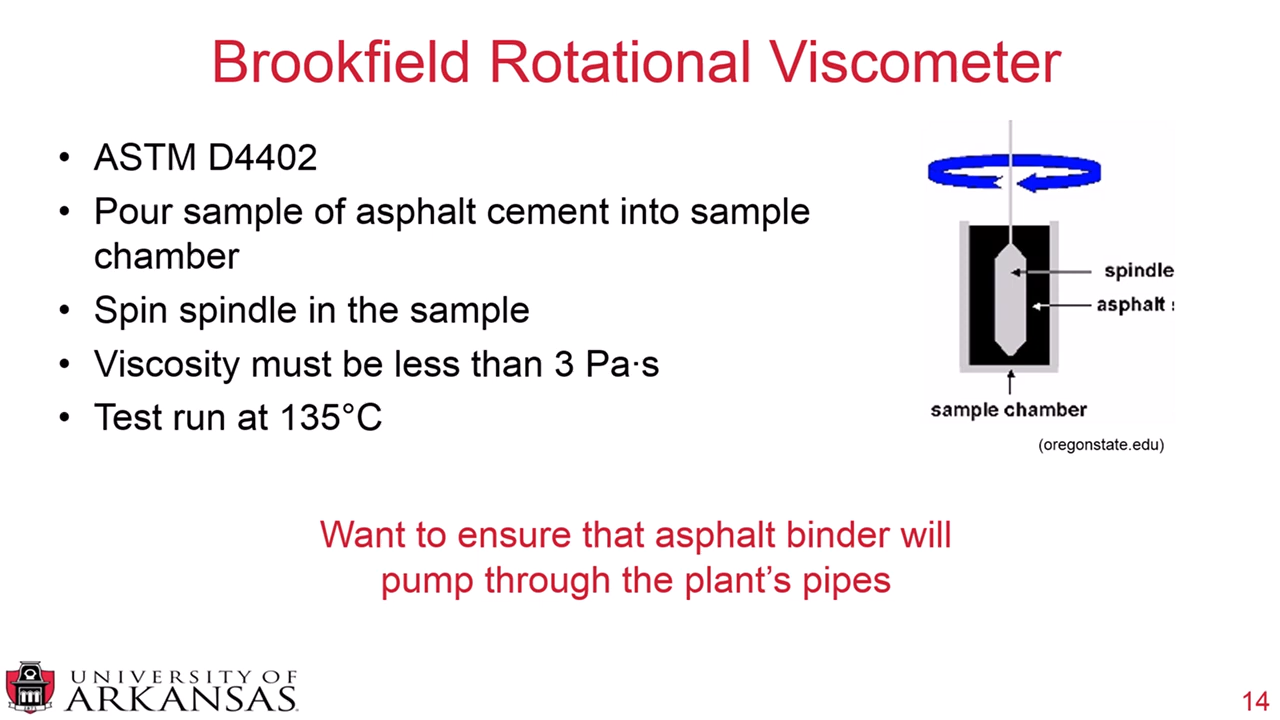 Brookfield Rotational Viscometer
• ASTM D4402
• Pour sample of asphalt cement into sample
chamber
• Spin spindle in the sample
• Viscosity must be less than 3 Pa·s
• Test run at 135°C
spindle
asphalt
sample chamber
(oregonstate.edu)
Want to ensure that asphalt binder will
pump through the plant's pipes
UNIVERSITY OF
ARKANSAS
14